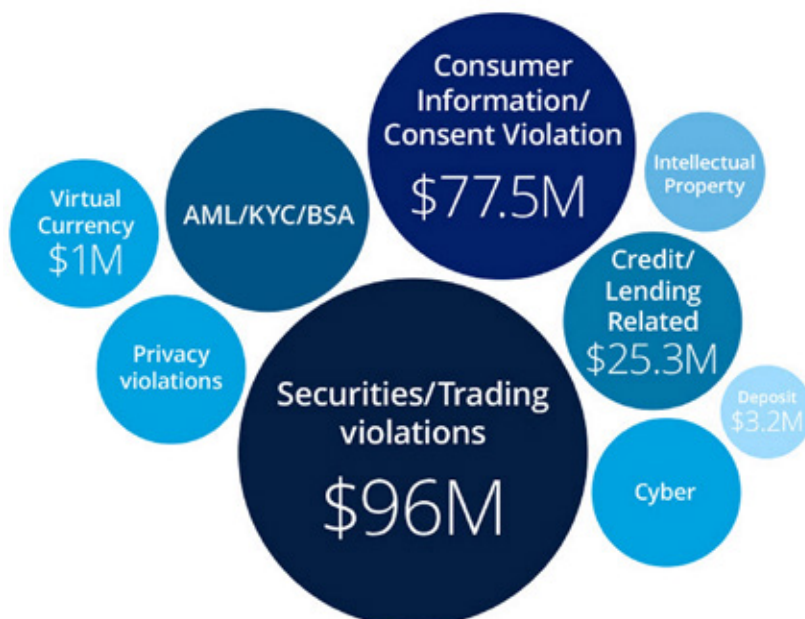 Consumer
Information/
Consent Violation
$77.5M
Intellectual
Property
Virtual
Currency
$1M
AML/KYC/BSA
Credit/
Lending
Related
$25.3M
Privacy
violations
Securities/Trading
violations
$96M
Deposit
$3.2M
Cyber